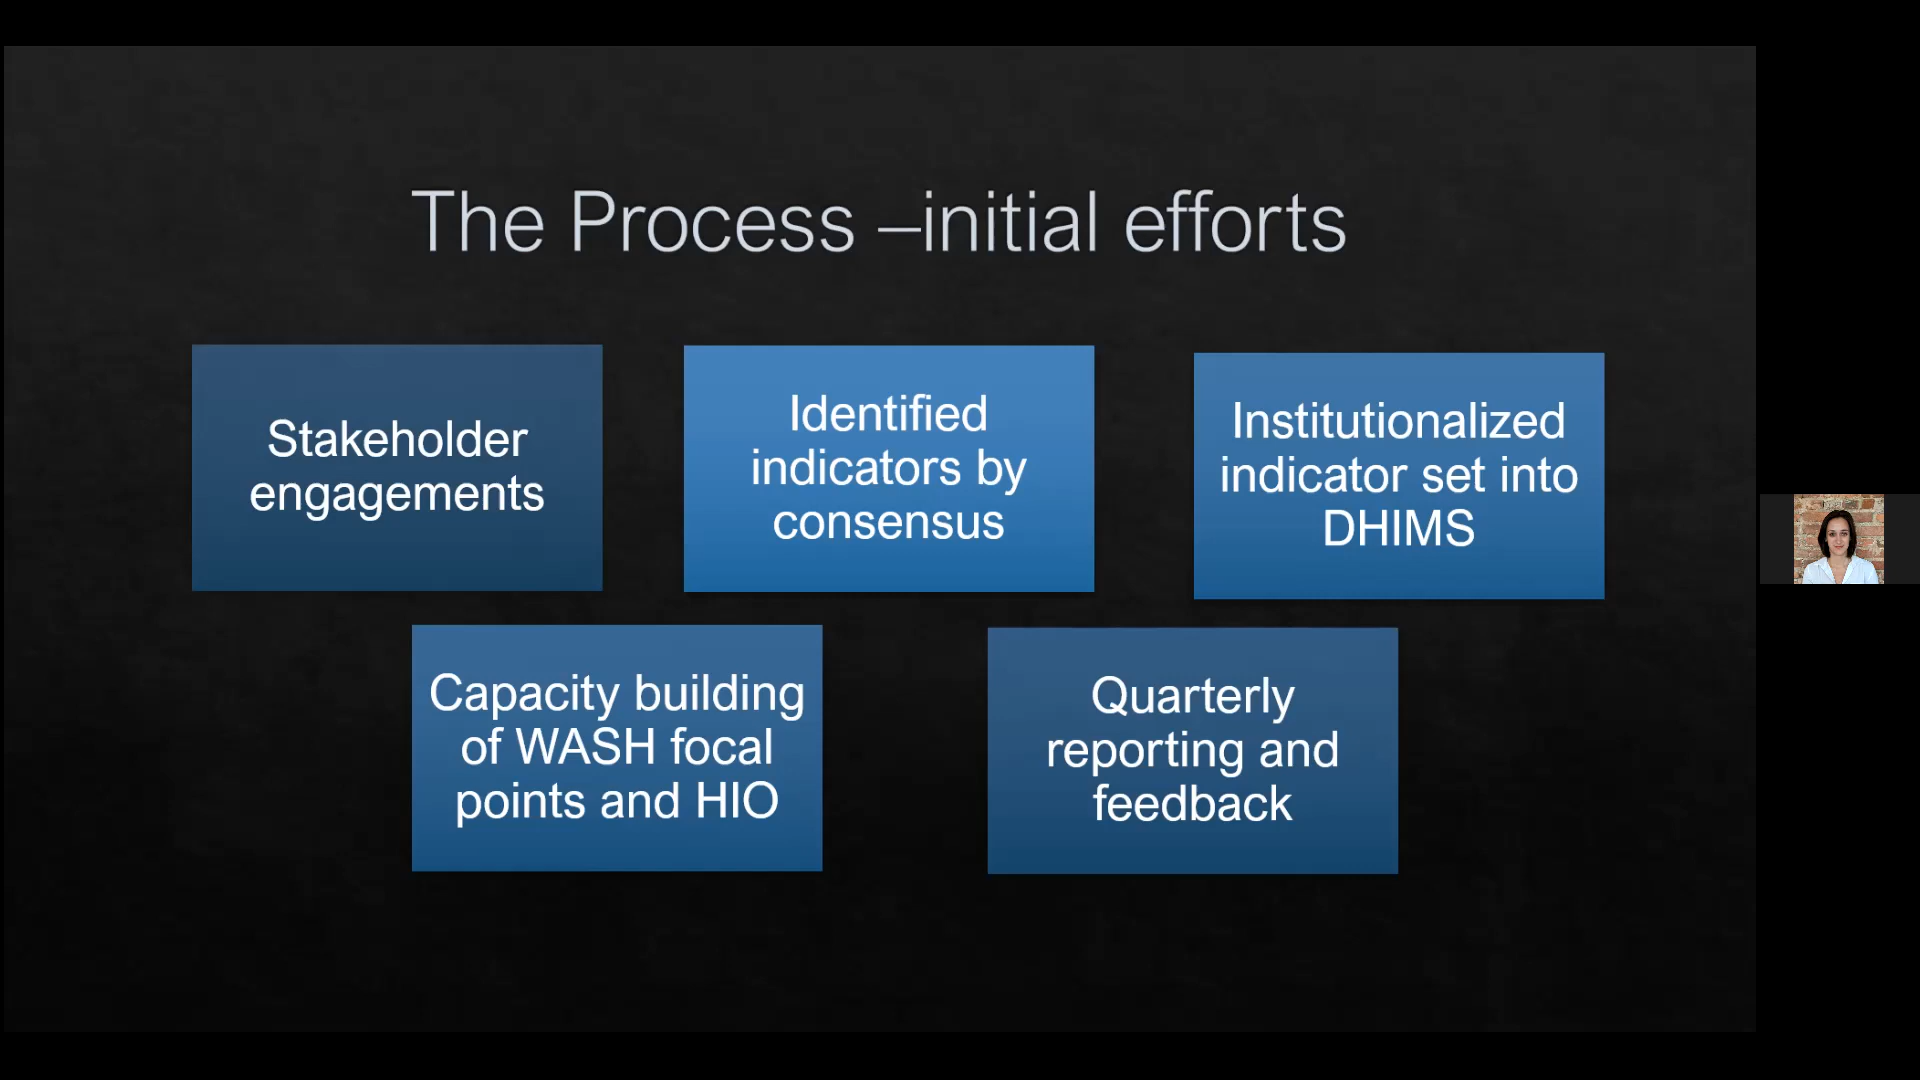 The Process –initial efforts
Stakeholder
engagements
Identified
indicators by
consensus
Institutionalized
indicator set into
DHIMS
Capacity building
of WASH focal
points and HIO
Quarterly
reporting and
feedback